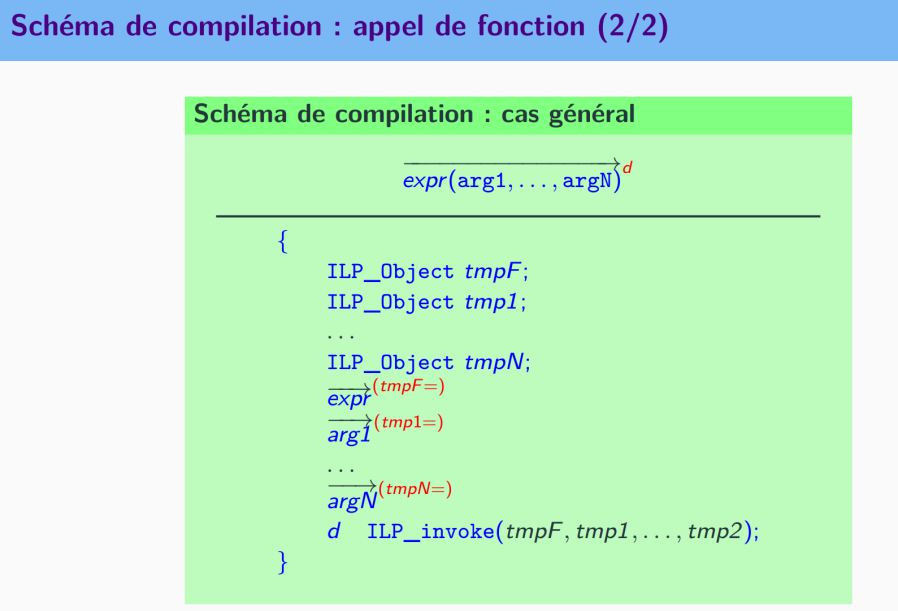 Schéma de compilation : appel de fonction (2/2)
Schéma de compilation : cas général
expr(arg1,...,argN)d
{
ILP_Object tmpF;
ILP_Object tmp1;
...
ILP_Object tmpN;
expr(tmpF=)
arg1(tmp1=)
...
argN(tmpN=)
d ILP_invoke(tmpF, tmp1, ..., tmp2);
}